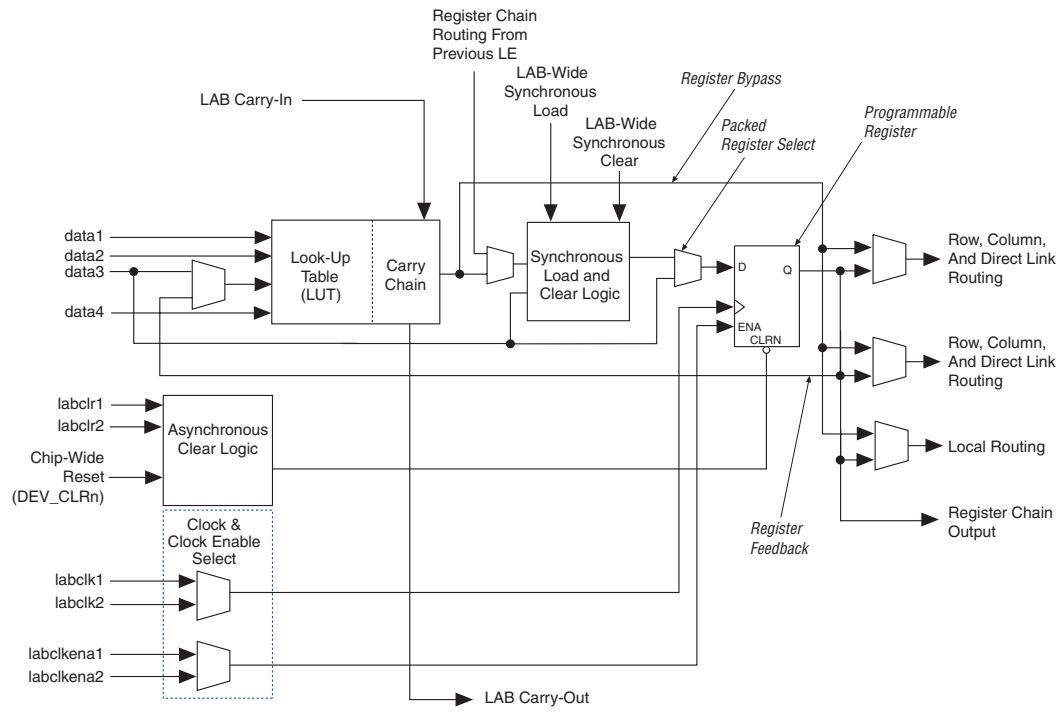 Register Chain
Routing From
Previous LE
LAB-Wide
Synchronous
Load
Register Bypass
LAB Carry-In
LAB-Wide
Synchronous
Clear
Packed
Register Select
Programmable
Register
data1
data2
data3
data4
Look-Up
Table
(LUT)
Carry
Chain
Synchronous
Load and
Clear Logic
D
Q
ENA
CLRN
Row, Column,
And Direct Link
Routing
Row, Column,
And Direct Link
Routing
labclr1
labclr2
Chip-Wide
Reset
(DEV_CLRn)
Asynchronous
Clear Logic
Local Routing
Register
Feedback
Register Chain
Output
Clock &
Clock Enable
Select
labclk1
labclk2
labclkena1
labclkena2
LAB Carry-Out